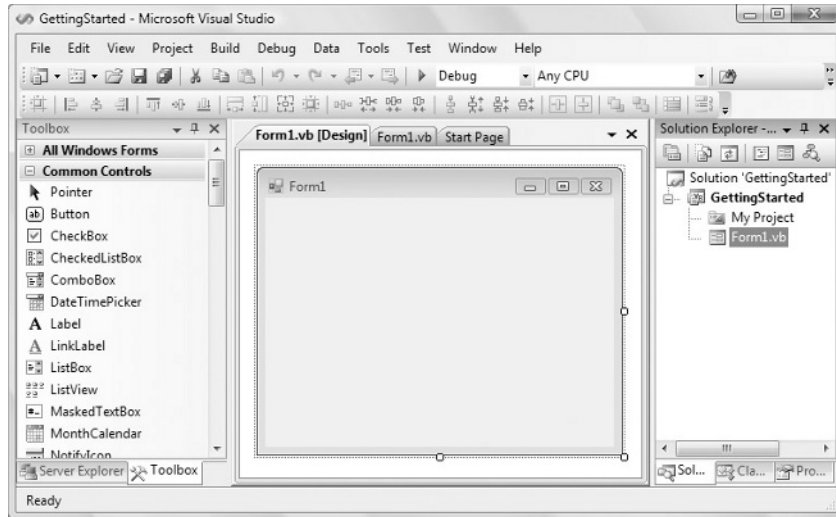 GettingStarted - Microsoft Visual Studio
File Edit View Project Build Debug Data Tools Test Window Help
Debug Any CPU
Toolbox
All Windows Forms
Common Controls
Pointer
ab Button
CheckBox
CheckedListBox
ComboBox
DateTimePicker
A Label
A LinkLabel
ListBox
ListView
MaskedTextBox
MonthCalendar
NotifyIcon
Server Explorer Toolbox
Form1.vb [Design] Form1.vb Start Page
Form1
Solution Explorer -...
Solution 'GettingStarted'
GettingStarted
My Project
Form1.vb
Sol... Cla... Pro...
Ready